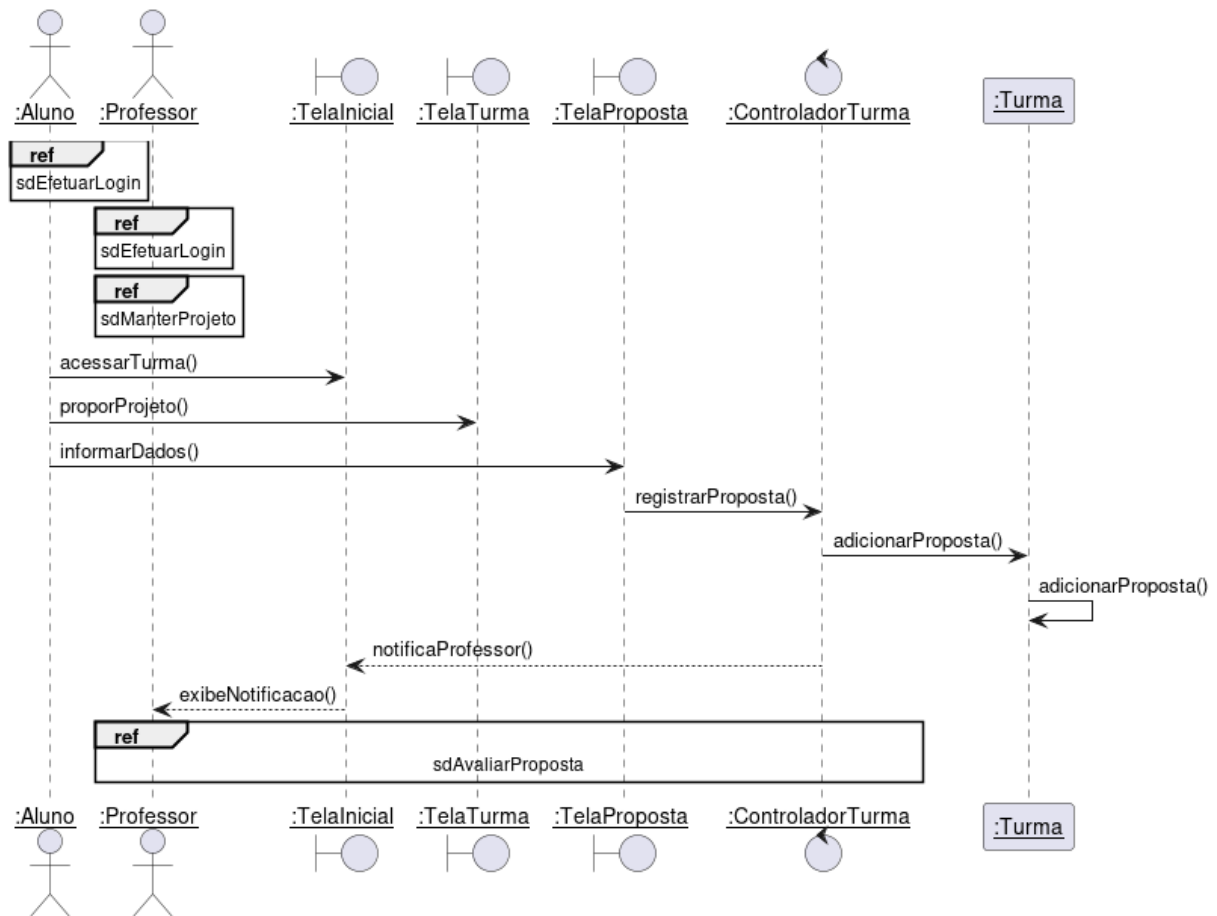 :Aluno :Professor :TelaInicial :TelaTurma :TelaProposta :ControladorTurma :Turma
ref
sdEfetuarLogin
ref
sdEfetuarLogin
ref
sdManterProjeto
acessarTurma()
proporProjeto()
informarDados()
registrarProposta()
adicionarProposta()
adicionarProposta()
notificaProfessor()
exibeNotificacao()
ref
sdAvaliarProposta
:Aluno :Professor :TelaInicial :TelaTurma :TelaProposta :ControladorTurma :Turma